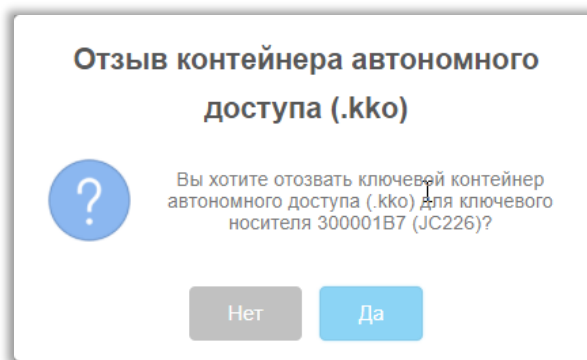 Отзыв контейнера автономного
доступа (.kko)
Вы хотите отозвать ключевой контейнер
автономного доступа (.kko) для ключевого
носителя 300001B7 (JC226)?
Нет
Да